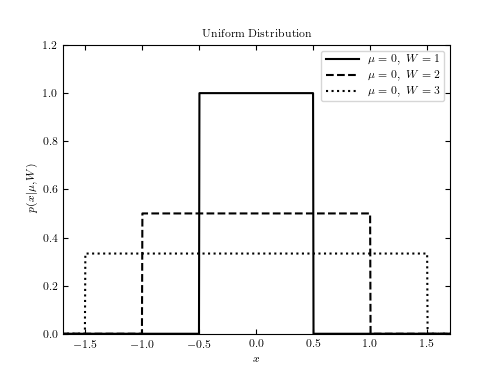 Uniform Distribution
1.2
1.0
0.8
0.6
0.4
0.2
0.0
p(x|μ, W)
μ = 0, W = 1
μ = 0, W = 2
μ = 0, W = 3
−1.5 −1.0 −0.5 0.0 0.5 1.0 1.5
x